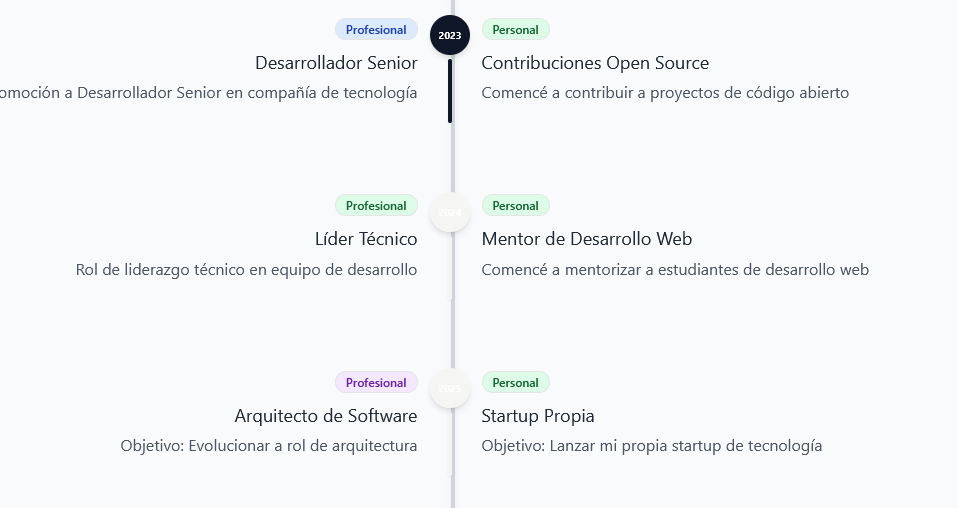 Profesional
2023
Personal
Desarrollador Senior
Contribuciones Open Source
omoción a Desarrollador Senior en compañía de tecnología
Comencé a contribuir a proyectos de código abierto
Profesional
2024
Personal
Líder Técnico
Mentor de Desarrollo Web
Rol de liderazgo técnico en equipo de desarrollo
Comencé a mentorizar a estudiantes de desarrollo web
Profesional
2025
Personal
Arquitecto de Software
Startup Propia
Objetivo: Evolucionar a rol de arquitectura
Objetivo: Lanzar mi propia startup de tecnología